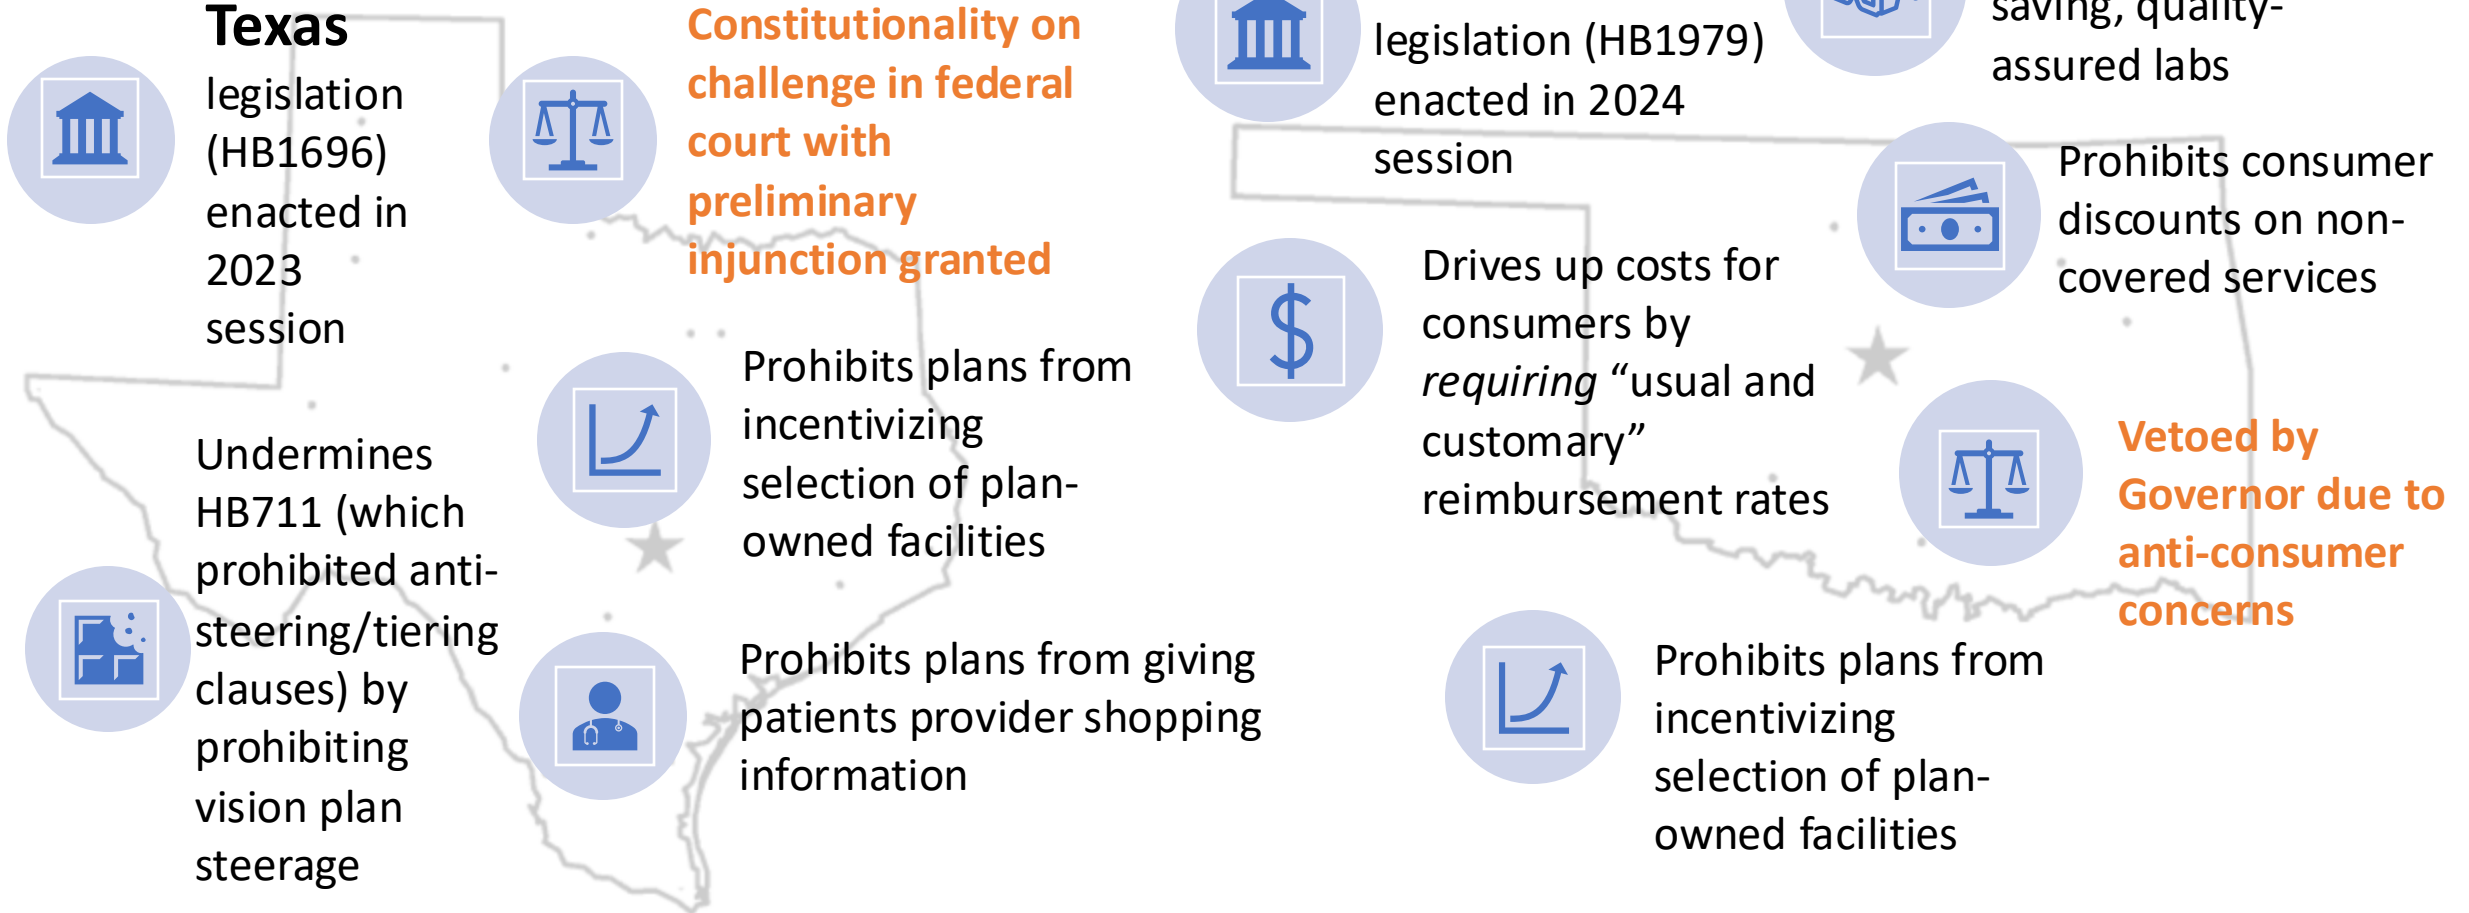 Texas
legislation
(HB1696)
enacted in
2023
session
Undermines
HB711 (which
prohibited anti-
steering/tiering
clauses) by
prohibiting
vision plan
steerage
Constitutionality on
challenge in federal
court with
preliminary
injunction granted
Prohibits plans from
incentivizing
selection of plan-
owned facilities
Prohibits plans from giving
patients provider shopping
information
legislation (HB1979)
enacted in 2024
session
Drives up costs for
consumers by
requiring “usual and
customary”
reimbursement rates
Prohibits plans from
incentivizing
selection of plan-
owned facilities
saving, quality-
assured labs
Prohibits consumer
discounts on non-
covered services
Vetoed by
Governor due to
anti-consumer
concerns